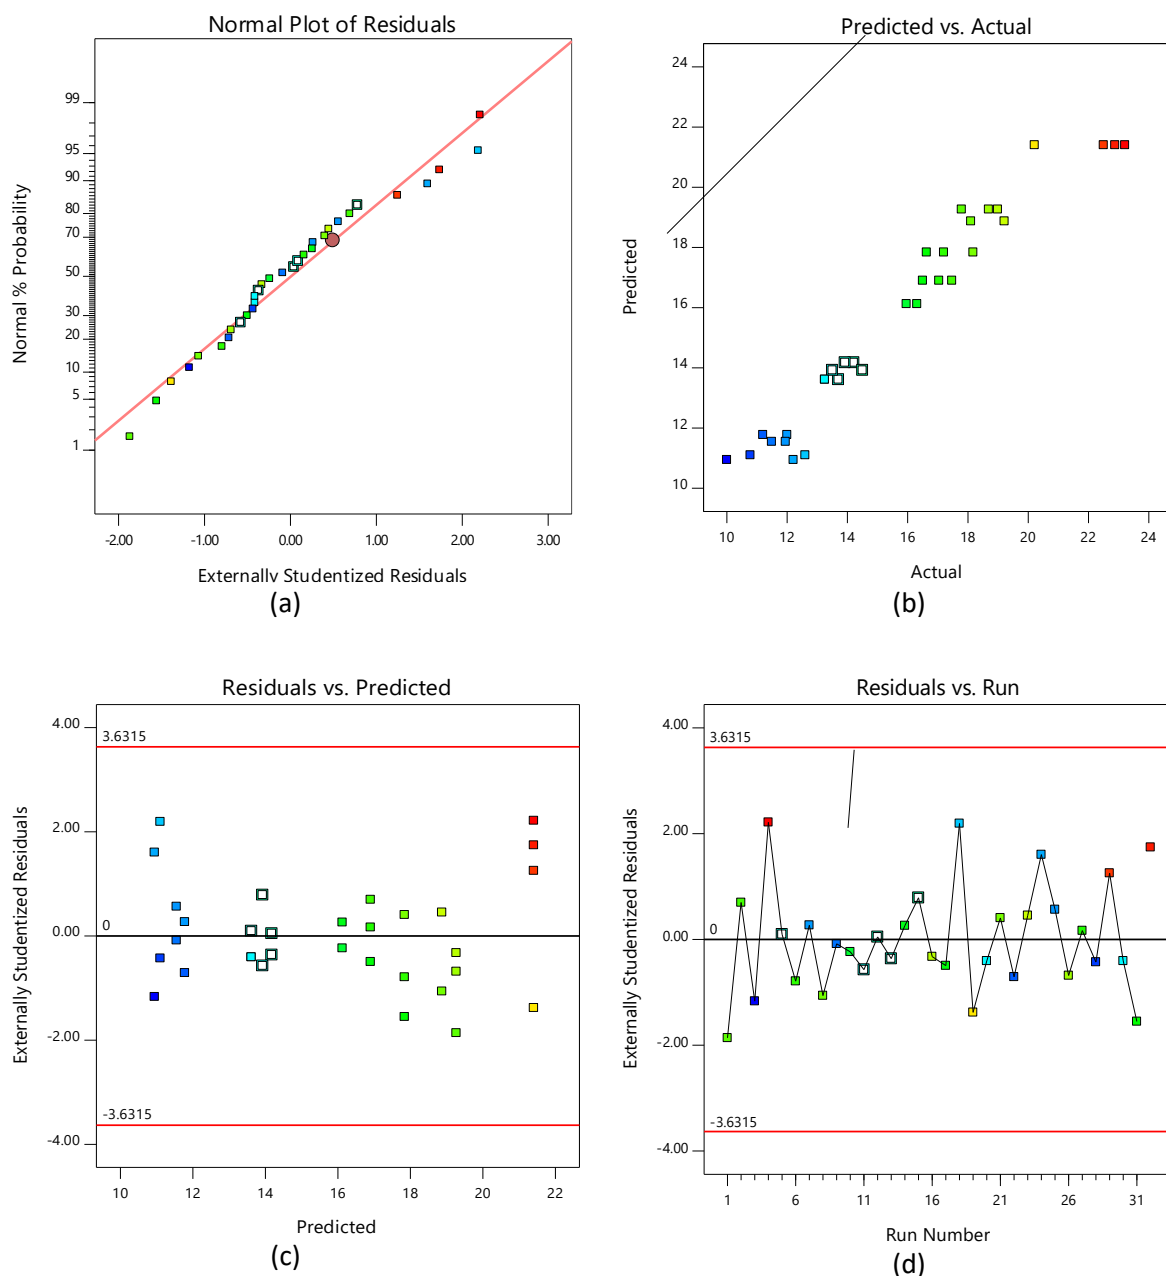 Normal Plot of Residuals
Normal % Probability
99
95
90
80
70
50
30
20
10
5
1
-2.00 -1.00 0.00 1.00 2.00 3.00
Externally Studentized Residuals
(a)
Predicted vs. Actual
Predicted
24
22
20
18
16
14
12
10
10 12 14 16 18 20 22 24
Actual
(b)
Residuals vs. Predicted
Externally Studentized Residuals
4.00
3.6315
2.00
0
0.00
-2.00
-3.6315
-4.00
10 12 14 16 18 20 22
Predicted
(c)
Residuals vs. Run
Externally Studentized Residuals
4.00
3.6315
2.00
0
0.00
-2.00
-3.6315
-4.00
1 6 11 16 21 26 31
Run Number
(d)